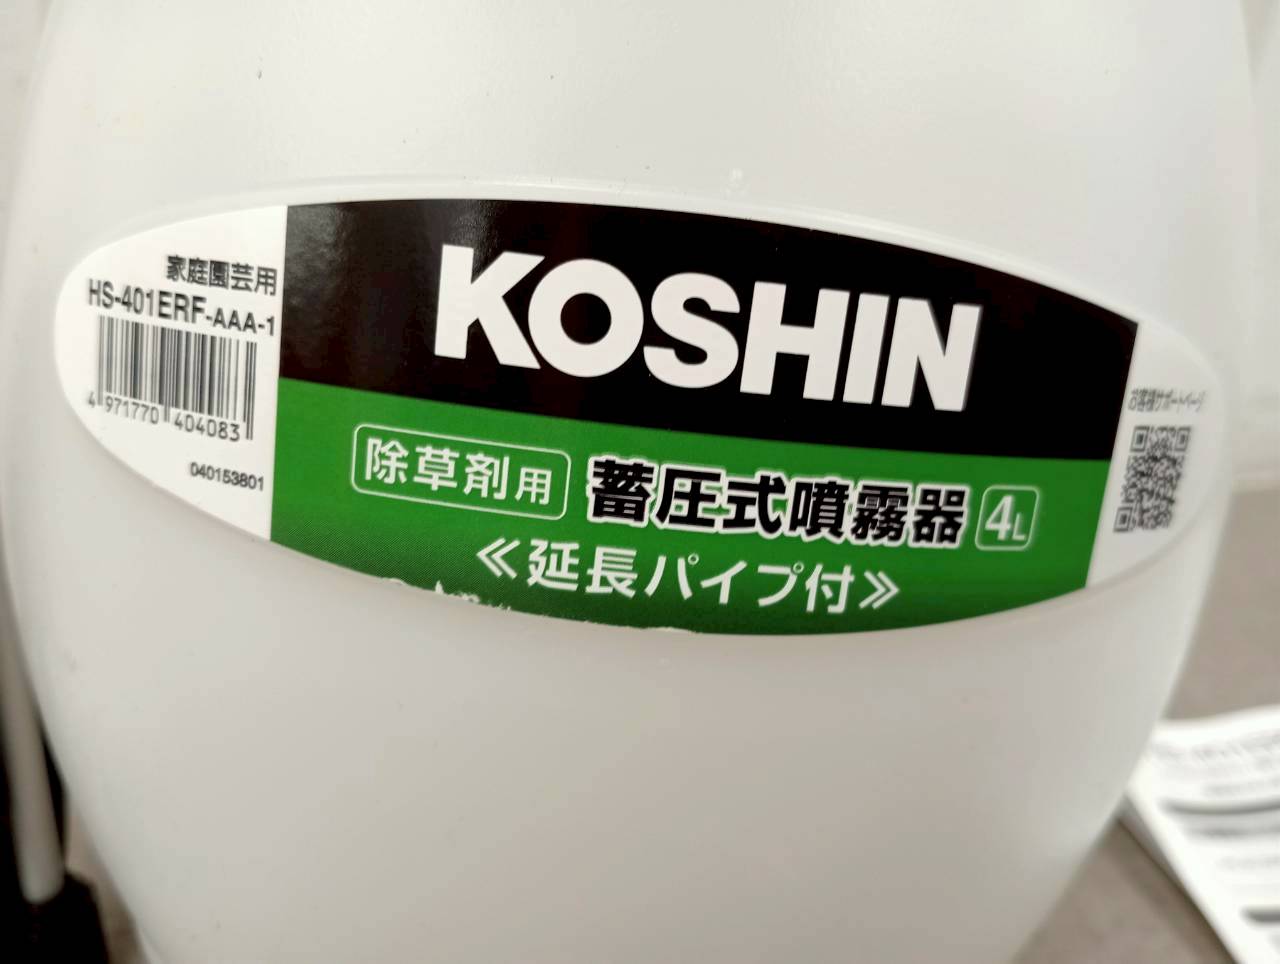 家庭園芸用
HS-401ERF-AAA-1
4 971770 404083
040153801
KOSHIN
除草剤用 蓄圧式噴霧器 4L
≪延長パイプ付≫
お客様サポートページ